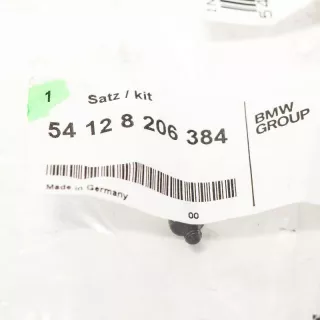 1
Satz / kit
54 12 8 206 384
BMW
GROUP
Made in Germany
00